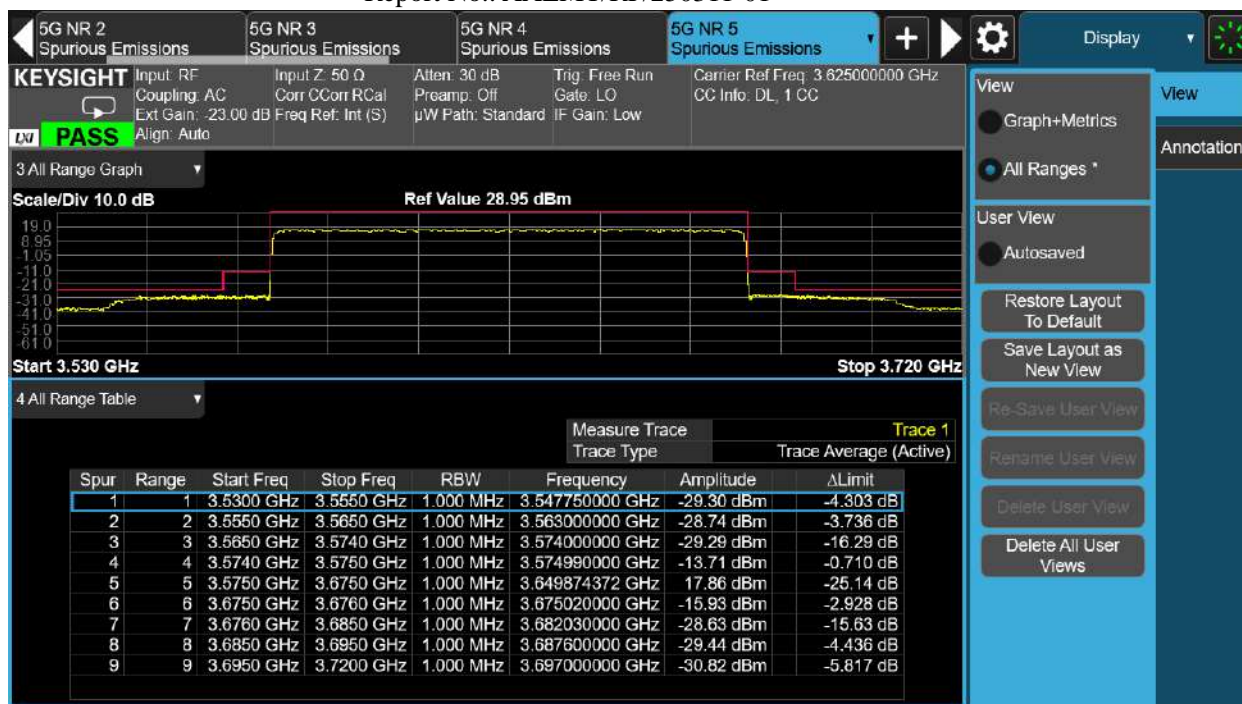 5G NR 2 5G NR 3 5G NR 4 5G NR 5 Display
Spurious Emissions Spurious Emissions Spurious Emissions Spurious Emissions
KEYSIGHT Input: RF Input Z: 50 Ω Atten: 30 dB Trig: Free Run Carrier Ref Freq: 3.625000000 GHz
Coupling: AC Corr CCorr RCal Preamp: Off Gate: LO CC Info: DL, 1 CC
Ext Gain: -23.00 dB Freq Ref: Int (S) µW Path: Standard IF Gain: Low
LXI PASS Align: Auto
3 All Range Graph
Scale/Div 10.0 dB Ref Value 28.95 dBm
19.0
8.95
-1.05
-11.0
-21.0
-31.0
-41.0
-51.0
-61.0
Start 3.530 GHz Stop 3.720 GHz
4 All Range Table
Measure Trace Trace 1
Trace Type Trace Average (Active)
Spur Range Start Freq Stop Freq RBW Frequency Amplitude ΔLimit
1 1 3.5300 GHz 3.5550 GHz 1.000 MHz 3.547750000 GHz -29.30 dBm -4.303 dB
2 2 3.5550 GHz 3.5650 GHz 1.000 MHz 3.563000000 GHz -28.74 dBm -3.736 dB
3 3 3.5650 GHz 3.5740 GHz 1.000 MHz 3.574000000 GHz -29.29 dBm -16.29 dB
4 4 3.5740 GHz 3.5750 GHz 1.000 MHz 3.574990000 GHz -13.71 dBm -0.710 dB
5 5 3.5750 GHz 3.6750 GHz 1.000 MHz 3.649874372 GHz 17.86 dBm -25.14 dB
6 6 3.6750 GHz 3.6760 GHz 1.000 MHz 3.675020000 GHz -15.93 dBm -2.928 dB
7 7 3.6760 GHz 3.6850 GHz 1.000 MHz 3.682030000 GHz -28.63 dBm -15.63 dB
8 8 3.6850 GHz 3.6950 GHz 1.000 MHz 3.687600000 GHz -29.44 dBm -4.436 dB
9 9 3.6950 GHz 3.7200 GHz 1.000 MHz 3.697000000 GHz -30.82 dBm -5.817 dB
View
Graph+Metrics
All Ranges *
User View
Autosaved
Restore Layout
To Default
Save Layout as
New View
Re-Save User View
Rename User View
Delete User View
Delete All User
Views
View
Annotation